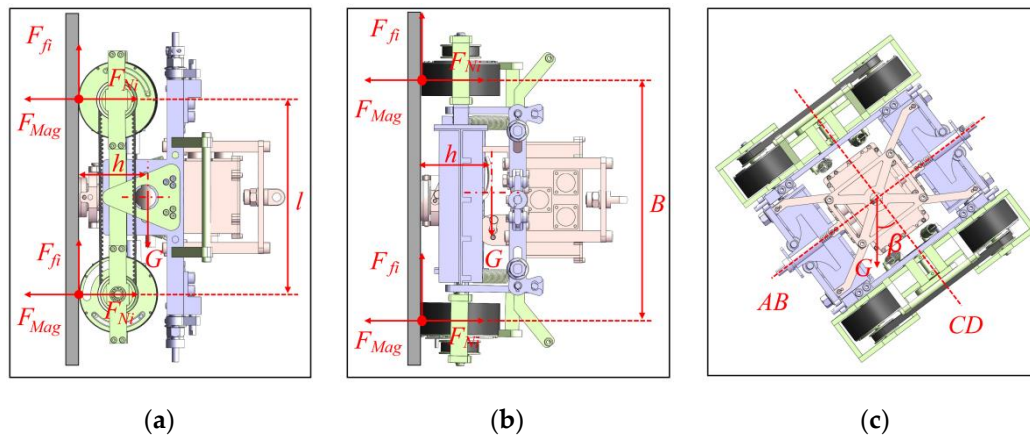 F_fi
F_Ni
F_Mag
h
l
F_fi
G
F_Ni
F_Mag
F_fi
F_Ni
F_Mag
h
B
G
F_fi
F_Ni
F_Mag
β
G
AB
CD
(a) (b) (c)